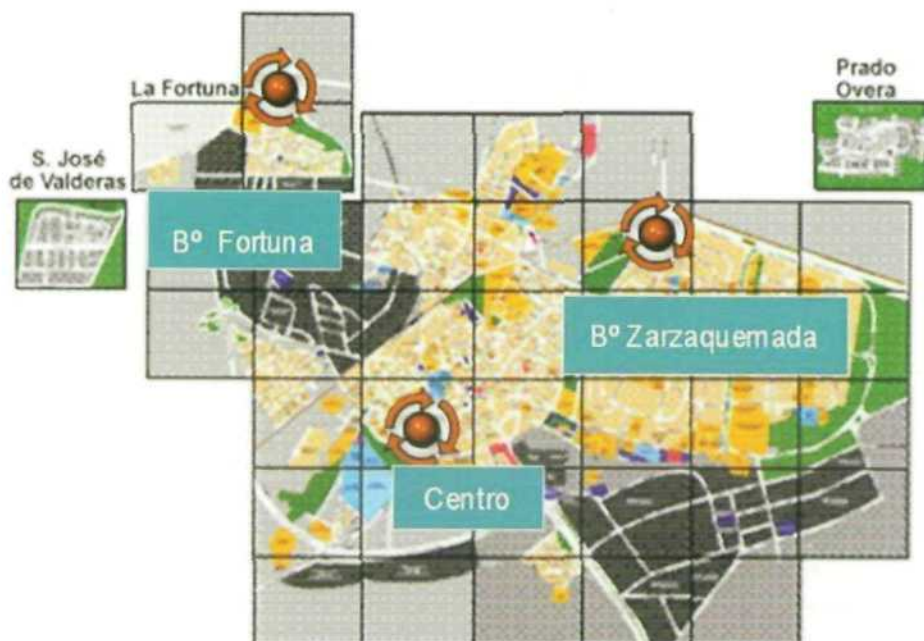 La Fortuna
Prado
Overa
S. José
de Valderas
Bº Fortuna
Bº Zarzaquemada
Centro